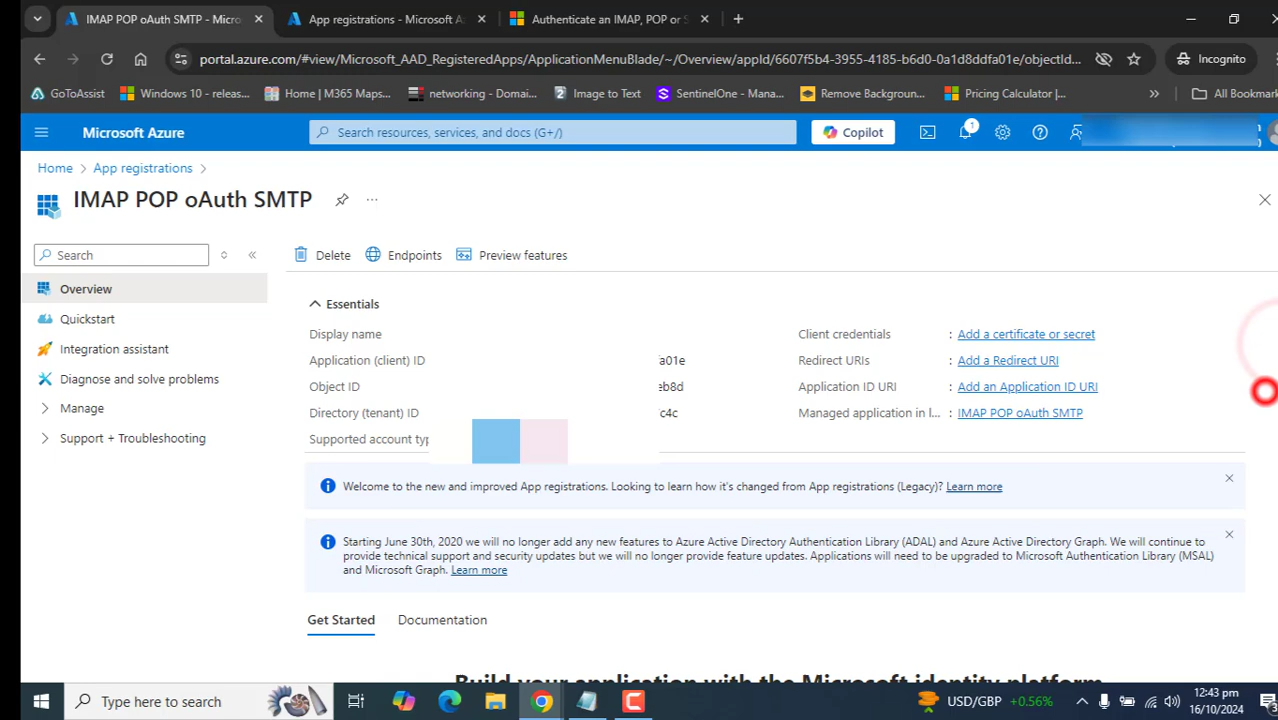 IMAP POP oAuth SMTP - Micro
App registrations - Microsoft A
Authenticate an IMAP, POP or S
portal.azure.com/#view/Microsoft_AAD_RegisteredApps/ApplicationMenuBlade/~/Overview/appId/6607f5b4-3955-4185-b6d0-0a1d8ddfa01e/objectId...
Incognito
GoToAssist
Windows 10 - releas...
Home | M365 Maps...
networking - Domai...
Image to Text
SentinelOne - Mana...
Remove Backgroun...
Pricing Calculator |...
All Bookmark
Microsoft Azure
Search resources, services, and docs (G+/)
Copilot
1
Home
App registrations
IMAP POP oAuth SMTP
Search
Delete
Endpoints
Preview features
Overview
Quickstart
Integration assistant
Diagnose and solve problems
Manage
Support + Troubleshooting
Essentials
Display name
Application (client) ID
a01e
Object ID
eb8d
Directory (tenant) ID
c4c
Supported account typ
Client credentials : Add a certificate or secret
Redirect URIs : Add a Redirect URI
Application ID URI : Add an Application ID URI
Managed application in l... : IMAP POP oAuth SMTP
Welcome to the new and improved App registrations. Looking to learn how it's changed from App registrations (Legacy)? Learn more
Starting June 30th, 2020 we will no longer add any new features to Azure Active Directory Authentication Library (ADAL) and Azure Active Directory Graph. We will continue to
provide technical support and security updates but we will no longer provide feature updates. Applications will need to be upgraded to Microsoft Authentication Library (MSAL)
and Microsoft Graph. Learn more
Get Started
Documentation
Build your application with the Microsoft identity platform
Type here to search
USD/GBP +0.56%
12:43 pm
16/10/2024
3